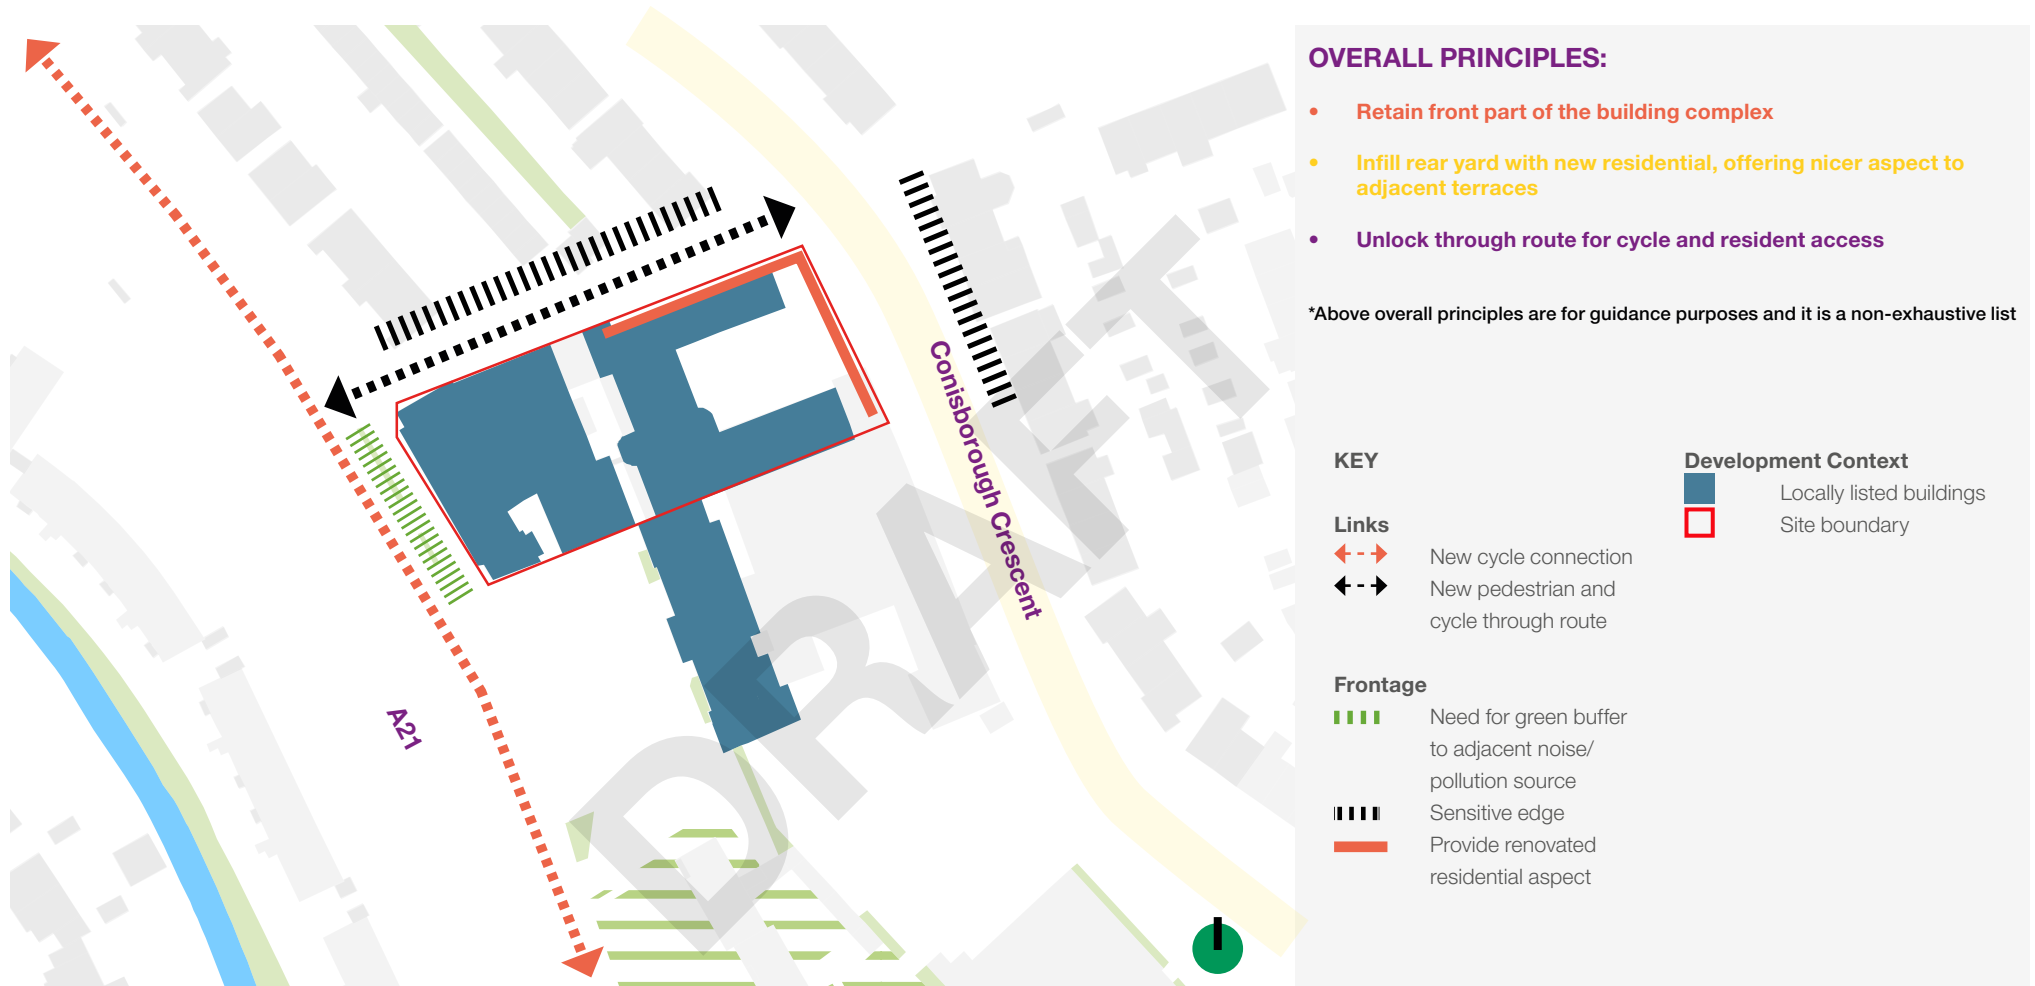 OVERALL PRINCIPLES:
• Retain front part of the building complex
• Infill rear yard with new residential, offering nicer aspect to
adjacent terraces
• Unlock through route for cycle and resident access
*Above overall principles are for guidance purposes and it is a non-exhaustive list
KEY
Links
New cycle connection
New pedestrian and
cycle through route
Frontage
Need for green buffer
to adjacent noise/
pollution source
Sensitive edge
Provide renovated
residential aspect
Development Context
Locally listed buildings
Site boundary
Conisborough Crescent
A21
DRAFT